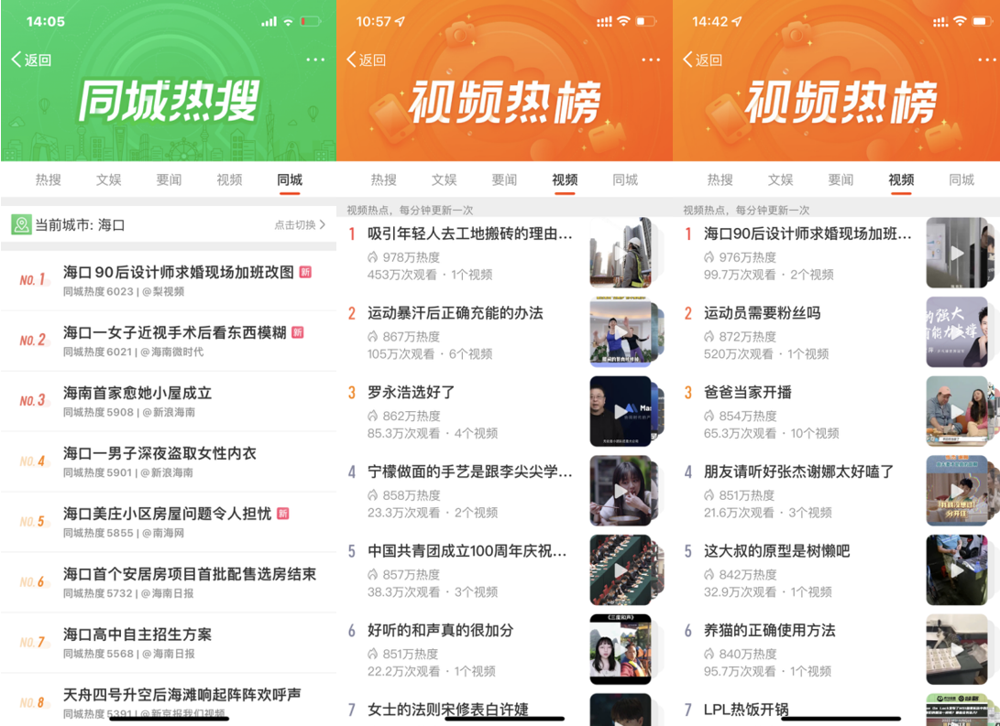 14:05
返回
同城热搜
热搜 文娱 要闻 视频 同城
当前城市: 海口 点击切换
NO. 1 海口90后设计师求婚现场加班改图 新
同城热度6023 | @梨视频
NO. 2 海口一女子近视手术后看东西模糊 新
同城热度6021 | @海南微时代
NO. 3 海南首家愈她小屋成立
同城热度5908 | @新浪海南
NO. 4 海口一男子深夜盗取女性内衣
同城热度5901 | @新浪海南
NO. 5 海口美庄小区房屋问题令人担忧 新
同城热度5855 | @南海网
NO. 6 海口首个安居房项目首批配售选房结束
同城热度5732 | @海南日报
NO. 7 海口高中自主招生方案
同城热度5568 | @海南日报
NO. 8 天舟四号升空后海滩响起阵阵欢呼声
同城热度5391 | @新京报我们视频
10:57
返回
视频热榜
热搜 文娱 要闻 视频 同城
视频热点，每分钟更新一次
1 吸引年轻人去工地搬砖的理由...
978万热度
453万次观看 · 1个视频
2 运动暴汗后正确充能的办法
867万热度
105万次观看 · 6个视频
3 罗永浩选好了
862万热度
85.3万次观看 · 4个视频
4 宁檬做面的手艺是跟李尖尖学...
858万热度
23.3万次观看 · 2个视频
5 中国共青团成立100周年庆祝...
857万热度
38.3万次观看 · 3个视频
6 好听的和声真的很加分
851万热度
22.2万次观看 · 1个视频
7 女士的法则宋修表白许婕
14:42
返回
视频热榜
热搜 文娱 要闻 视频 同城
视频热点，每分钟更新一次
1 海口90后设计师求婚现场加班...
976万热度
99.7万次观看 · 2个视频
2 运动员需要粉丝吗
872万热度
520万次观看 · 1个视频
3 爸爸当家开播
854万热度
65.3万次观看 · 10个视频
4 朋友请听好张杰谢娜太好嗑了
851万热度
21.6万次观看 · 3个视频
5 这大叔的原型是树懒吧
842万热度
32.9万次观看 · 1个视频
6 养猫的正确使用方法
840万热度
95.7万次观看 · 1个视频
7 LPL热饭开锅